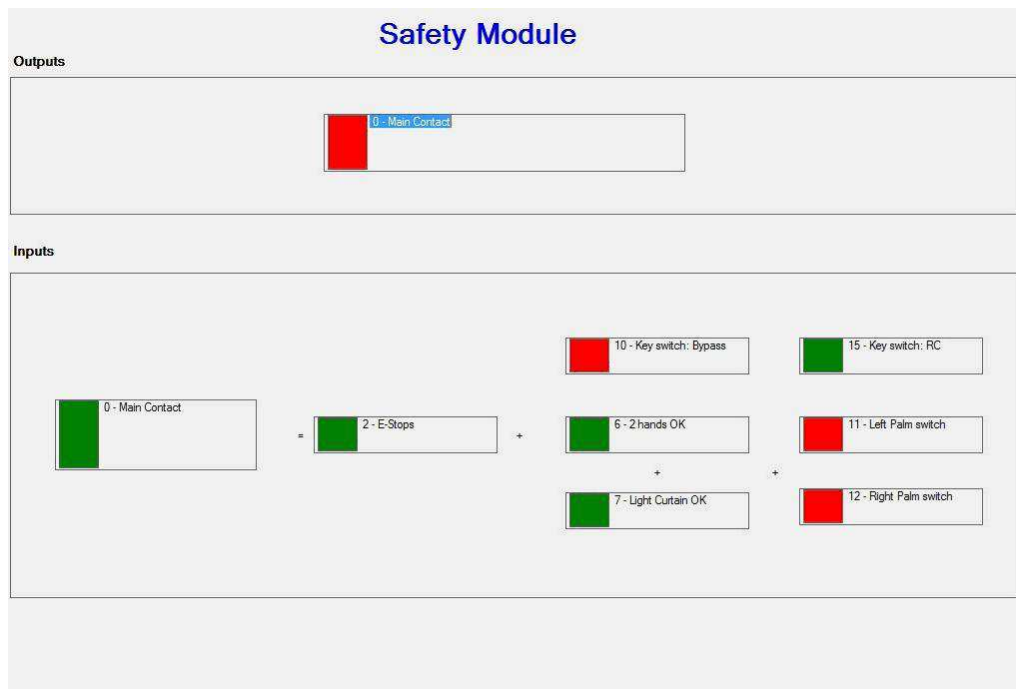 Safety Module
Outputs
0 - Main Contact
Inputs
10 - Key switch: Bypass
15 - Key switch: RC
0 - Main Contact
=
2 - E-Stops
+
6 - 2 hands OK
11 - Left Palm switch
+
+
7 - Light Curtain OK
12 - Right Palm switch